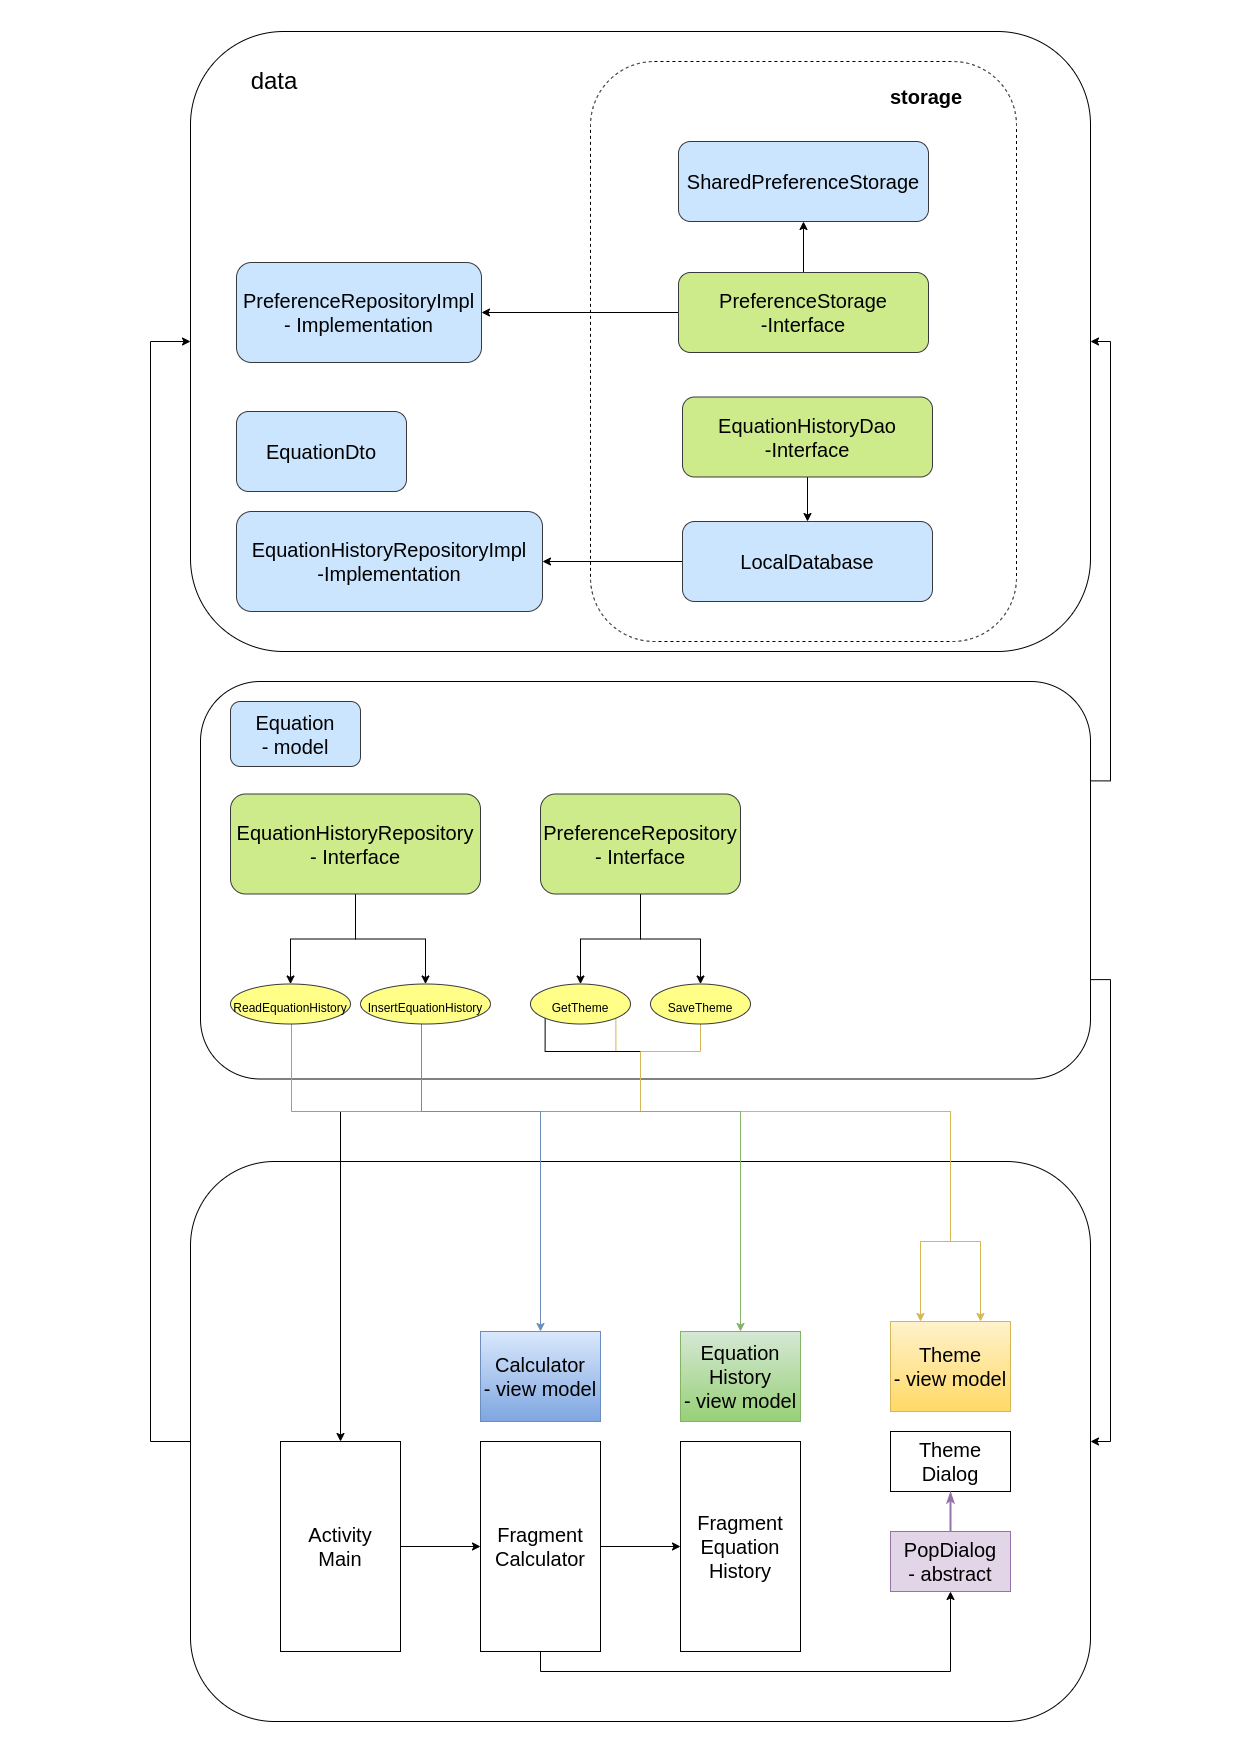 data
storage
SharedPreferenceStorage
PreferenceRepositoryImpl
- Implementation
PreferenceStorage
-Interface
EquationDto
EquationHistoryDao
-Interface
EquationHistoryRepositoryImpl
-Implementation
LocalDatabase
Equation
- model
EquationHistoryRepository
- Interface
PreferenceRepository
- Interface
ReadEquationHistory
InsertEquationHistory
GetTheme
SaveTheme
Calculator
- view model
Equation
History
- view model
Theme
- view model
Theme
Dialog
Activity
Main
Fragment
Calculator
Fragment
Equation
History
PopDialog
- abstract